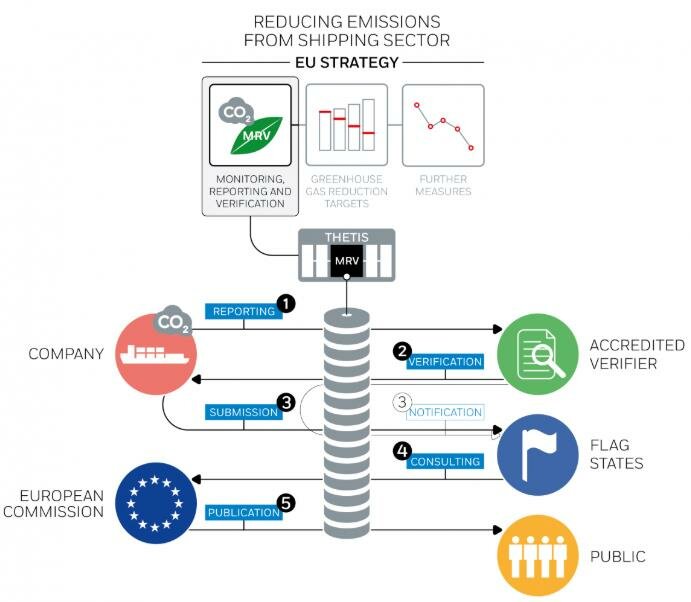 REDUCING EMISSIONS
FROM SHIPPING SECTOR
EU STRATEGY
CO2
MRV
MONITORING,
REPORTING AND
VERIFICATION
GREENHOUSE
GAS REDUCTION
TARGETS
FURTHER
MEASURES
THETIS
MRV
REPORTING 1
CO2
COMPANY
2
VERIFICATION
ACCREDITED
VERIFIER
SUBMISSION 3
3
NOTIFICATION
4
CONSULTING
FLAG
STATES
EUROPEAN
COMMISSION
PUBLICATION 5
PUBLIC